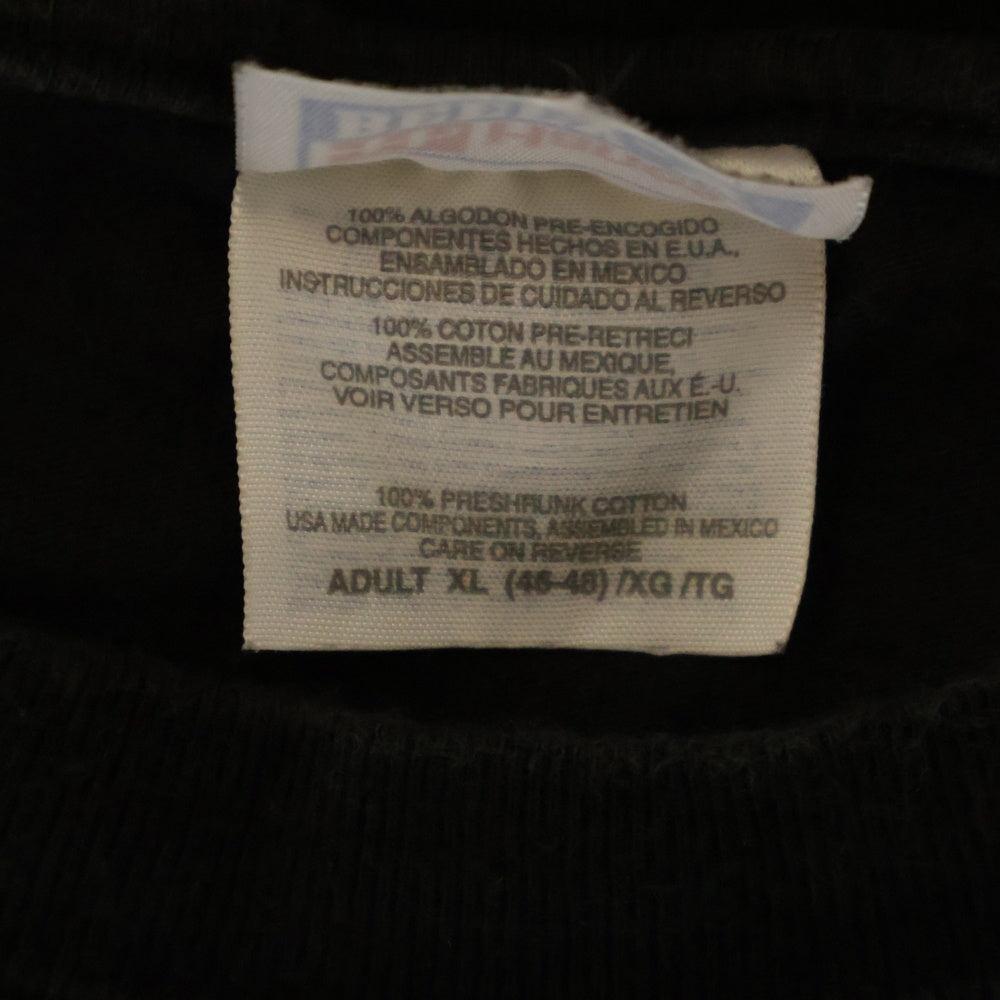 100% ALGODON PRE-ENCOGIDO
COMPONENTES HECHOS EN E.U.A.,
ENSAMBLADO EN MEXICO
INSTRUCCIONES DE CUIDADO AL REVERSO
100% COTON PRE-RETRECI
ASSEMBLE AU MEXIQUE,
COMPOSANTS FABRIQUES AUX É.-U.
VOIR VERSO POUR ENTRETIEN
100% PRESHRUNK COTTON
USA MADE COMPONENTS, ASSEMBLED IN MEXICO
CARE ON REVERSE
ADULT XL (46-48) /XG /TG